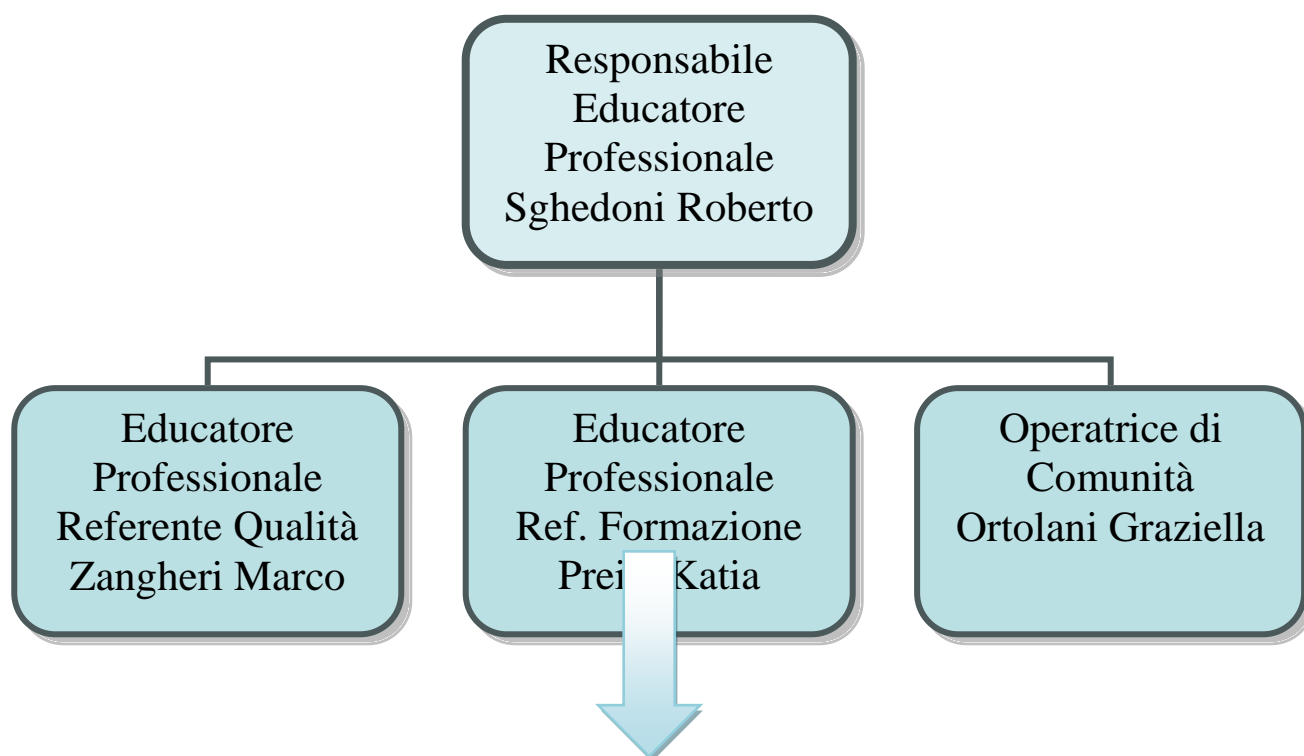 Responsabile
Educatore
Professionale
Sghedoni Roberto
Educatore
Professionale
Referente Qualità
Zangheri Marco
Educatore
Professionale
Ref. Formazione
Katia
Operatrice di
Comunità
Ortolani Graziella